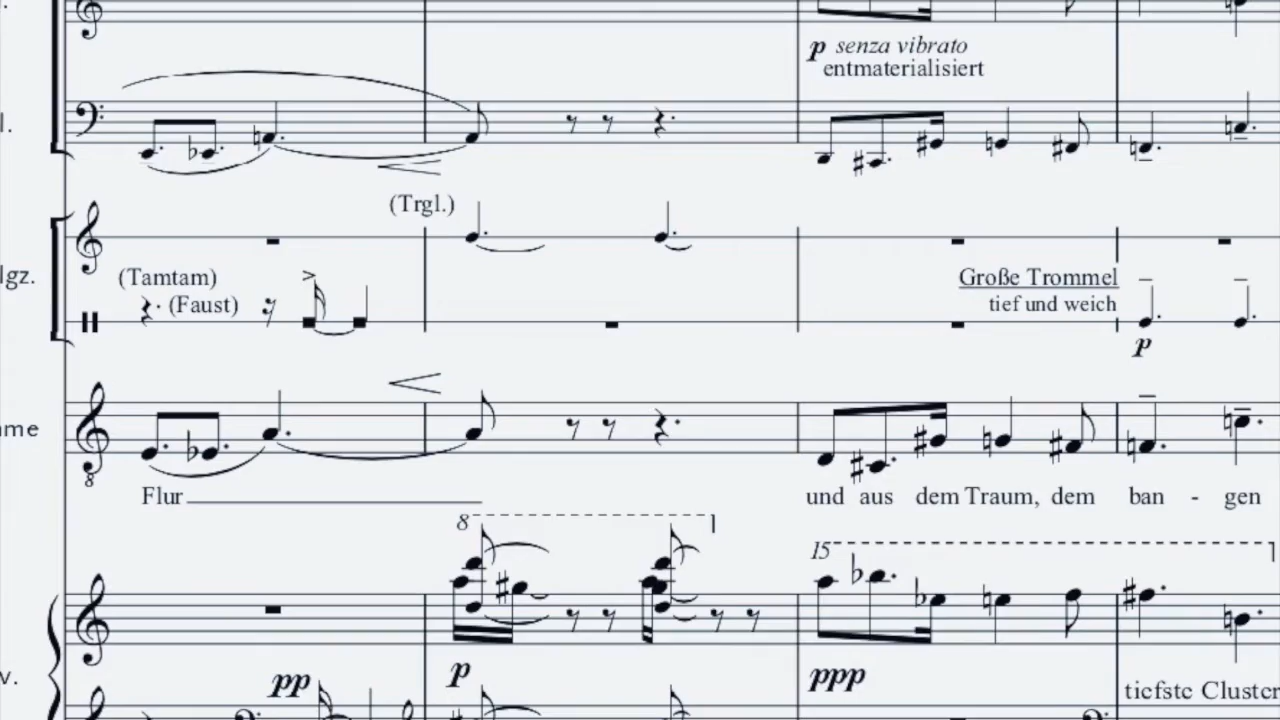 p senza vibrato
entmaterialisiert
l.
(Trgl.)
lgz.
(Tamtam)
(Faust)
Große Trommel
tief und weich
p
me
8
Flur
und aus dem Traum, dem ban - gen
8
15
v.
pp
p
ppp
tiefste Cluster